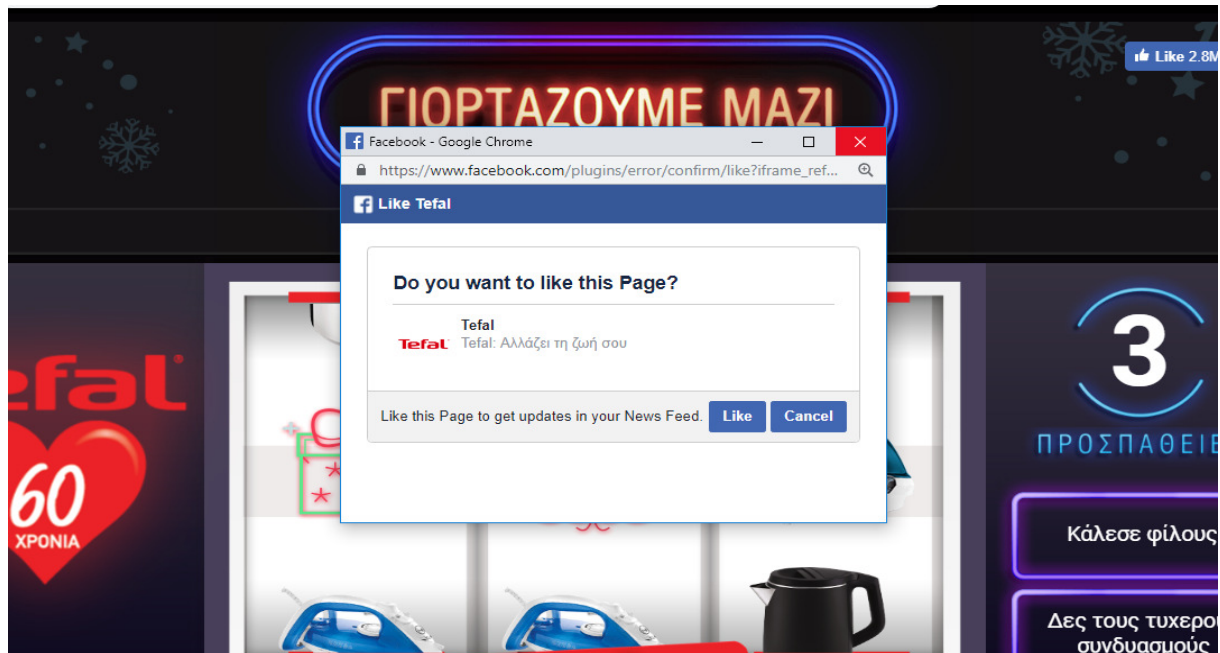 ΓΙΟΡΤΑΖΟΥΜΕ ΜΑΖΙ
Like 2.8M
Facebook - Google Chrome
https://www.facebook.com/plugins/error/confirm/like?iframe_ref...
Like Tefal
Do you want to like this Page?
Tefal
Tefal
Tefal: Αλλάζει τη ζωή σου
Like this Page to get updates in your News Feed.
Like
Cancel
efal
60
ΧΡΟΝΙΑ
3
ΠΡΟΣΠΑΘΕΙΕ
Κάλεσε φίλους
Δες τους τυχερού
συνδυασμούς